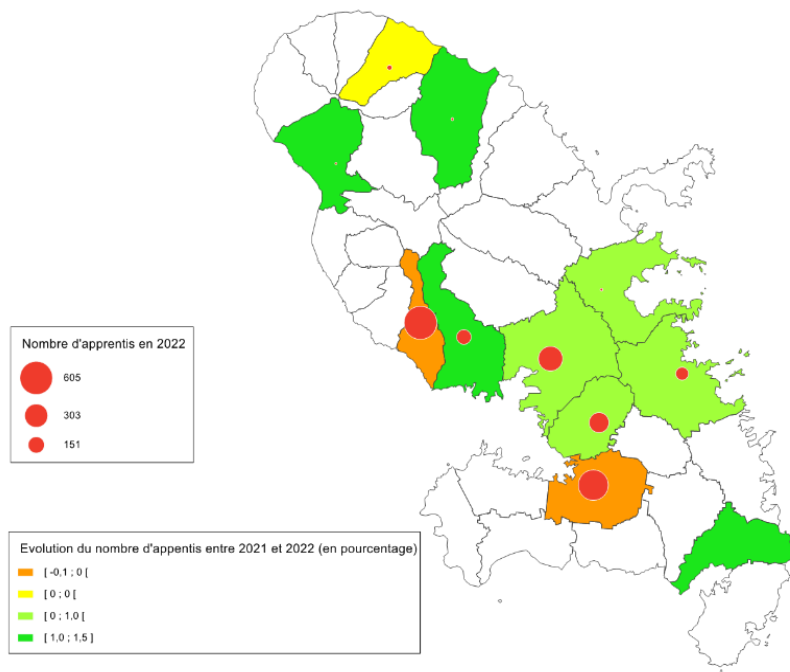 Nombre d'apprentis en 2022
605
303
151
Evolution du nombre d'appentis entre 2021 et 2022 (en pourcentage)
[ -0,1 ; 0 [
[ 0 ; 0 [
[ 0 ; 1,0 [
[ 1,0 ; 1,5 ]